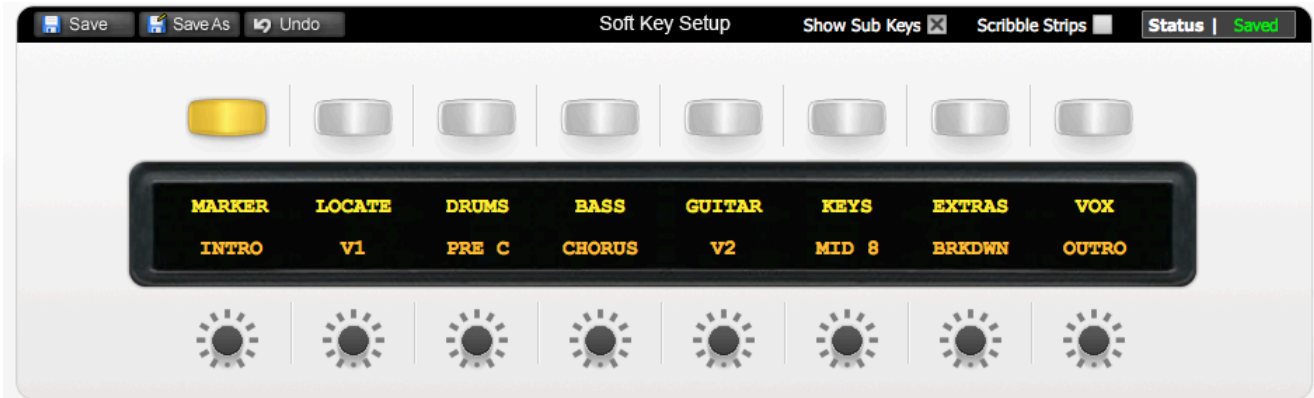 Save Save As Undo Soft Key Setup Show Sub Keys Scribble Strips Status | Saved
MARKER LOCATE DRUMS BASS GUITAR KEYS EXTRAS VOX
INTRO V1 PRE C CHORUS V2 MID 8 BRKDWN OUTRO